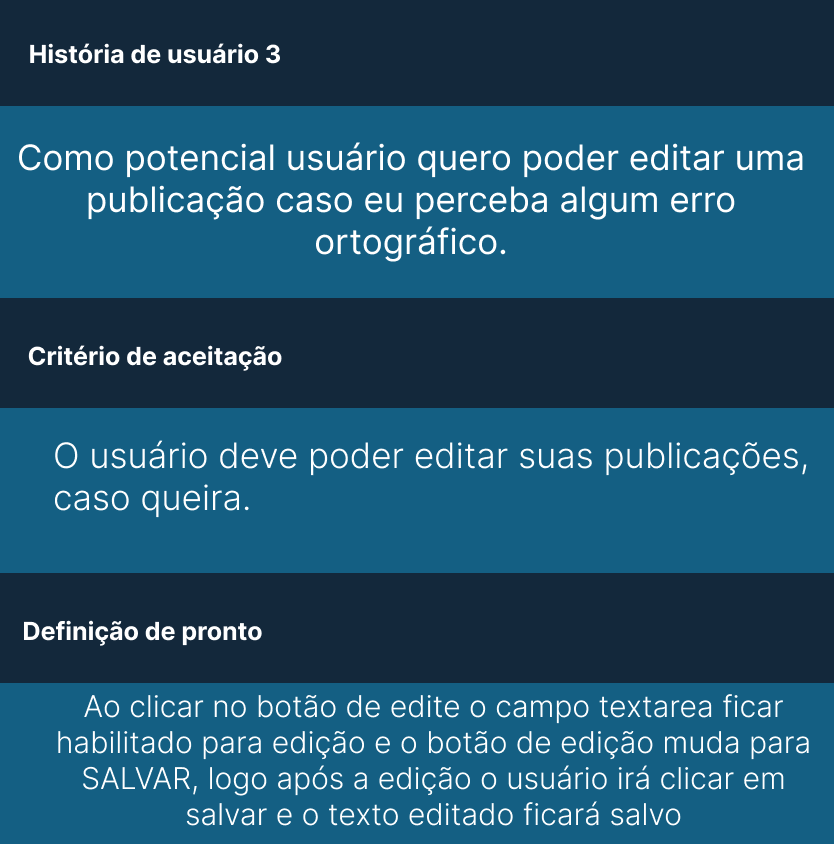 História de usuário 3
Como potencial usuário quero poder editar uma
publicação caso eu perceba algum erro
ortográfico.
Critério de aceitação
O usuário deve poder editar suas publicações,
caso queira.
Definição de pronto
Ao clicar no botão de edite o campo textarea ficar
habilitado para edição e o botão de edição muda para
SALVAR, logo após a edição o usuário irá clicar em
salvar e o texto editado ficará salvo